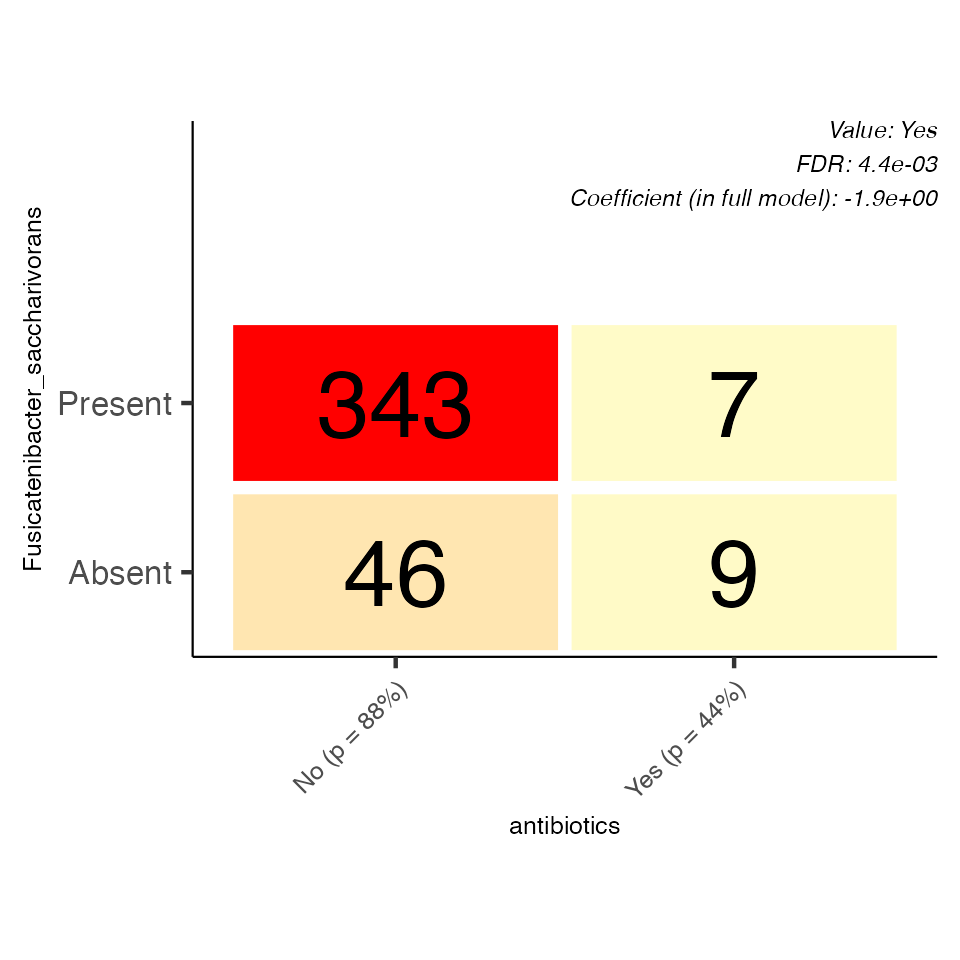 Value: Yes
FDR: 4.4e-03
Coefficient (in full model): -1.9e+00
Fusicatenibacter_saccharivorans
Present
343
7
Absent
46
9
No (p = 88%)
Yes (p = 44%)
antibiotics